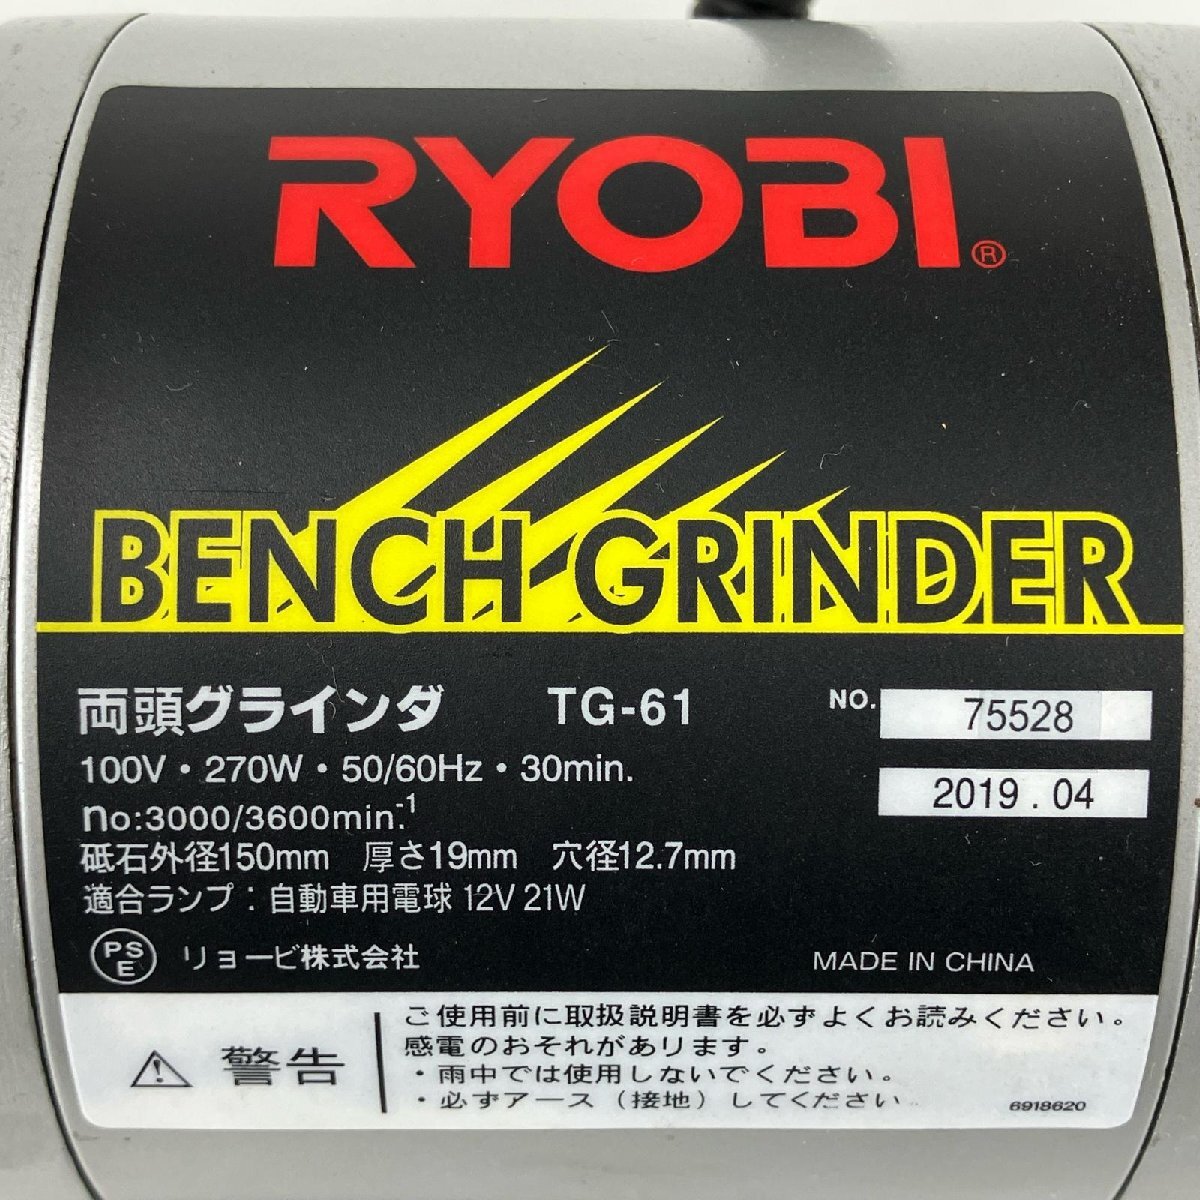 RYOBI®
BENCH GRINDER
両頭グラインダ TG-61 NO. 75528
100V・270W・50/60Hz・30min.
2019.04
no:3000/3600min.⁻¹
砥石外径150mm 厚さ19mm 穴径12.7mm
適合ランプ：自動車用電球 12V 21W
PSE リョービ株式会社 MADE IN CHINA
ご使用前に取扱説明書を必ずよくお読みください。
⚠ 警告 感電のおそれがあります。
・雨中では使用しないでください。
・必ずアース（接地）してください
6918620